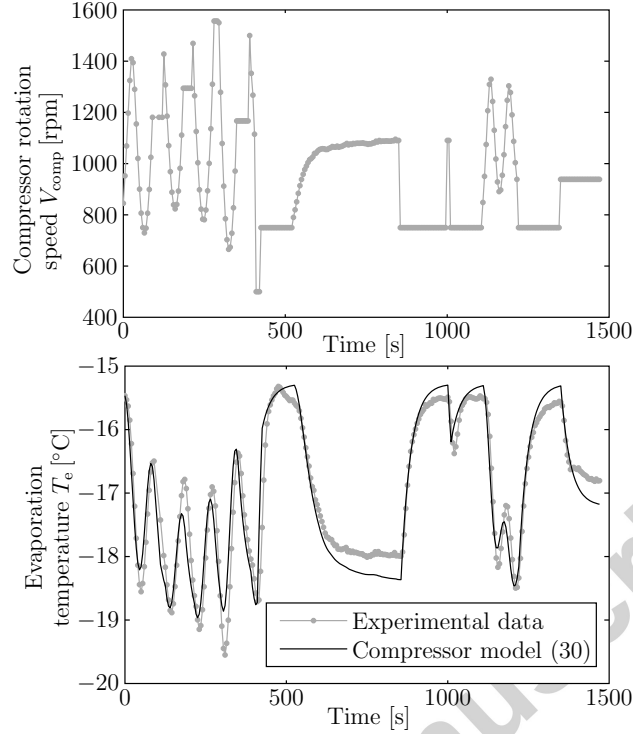 1600
1400
1200
1000
800
600
400
Compressor rotation
speed V_comp [rpm]
0
500
1000
1500
Time [s]
−15
−16
−17
−18
−19
−20
Evaporation
temperature T_e [°C]
Experimental data
Compressor model (30)
0
500
1000
1500
Time [s]